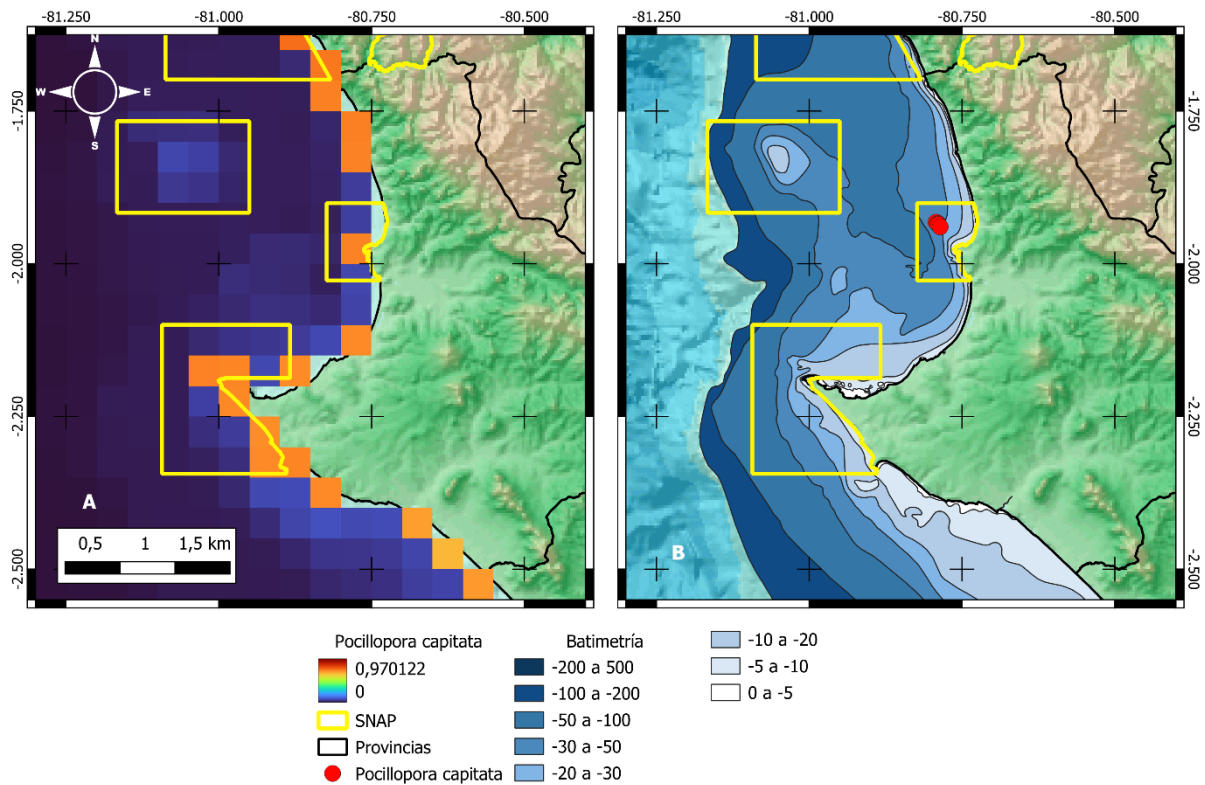 -81.250 -81.000 -80.750 -80.500 -81.250 -81.000 -80.750 -80.500
N
W E
S
-1.750 -1.750
-2.000 -2.000
-2.250 -2.250
A
0,5 1 1,5 km
B
-2.500 -2.500
Pocillopora capitata
0,970122
0
SNAP
Provincias
Pocillopora capitata
Batimetría
-200 a 500
-100 a -200
-50 a -100
-30 a -50
-20 a -30
-10 a -20
-5 a -10
0 a -5